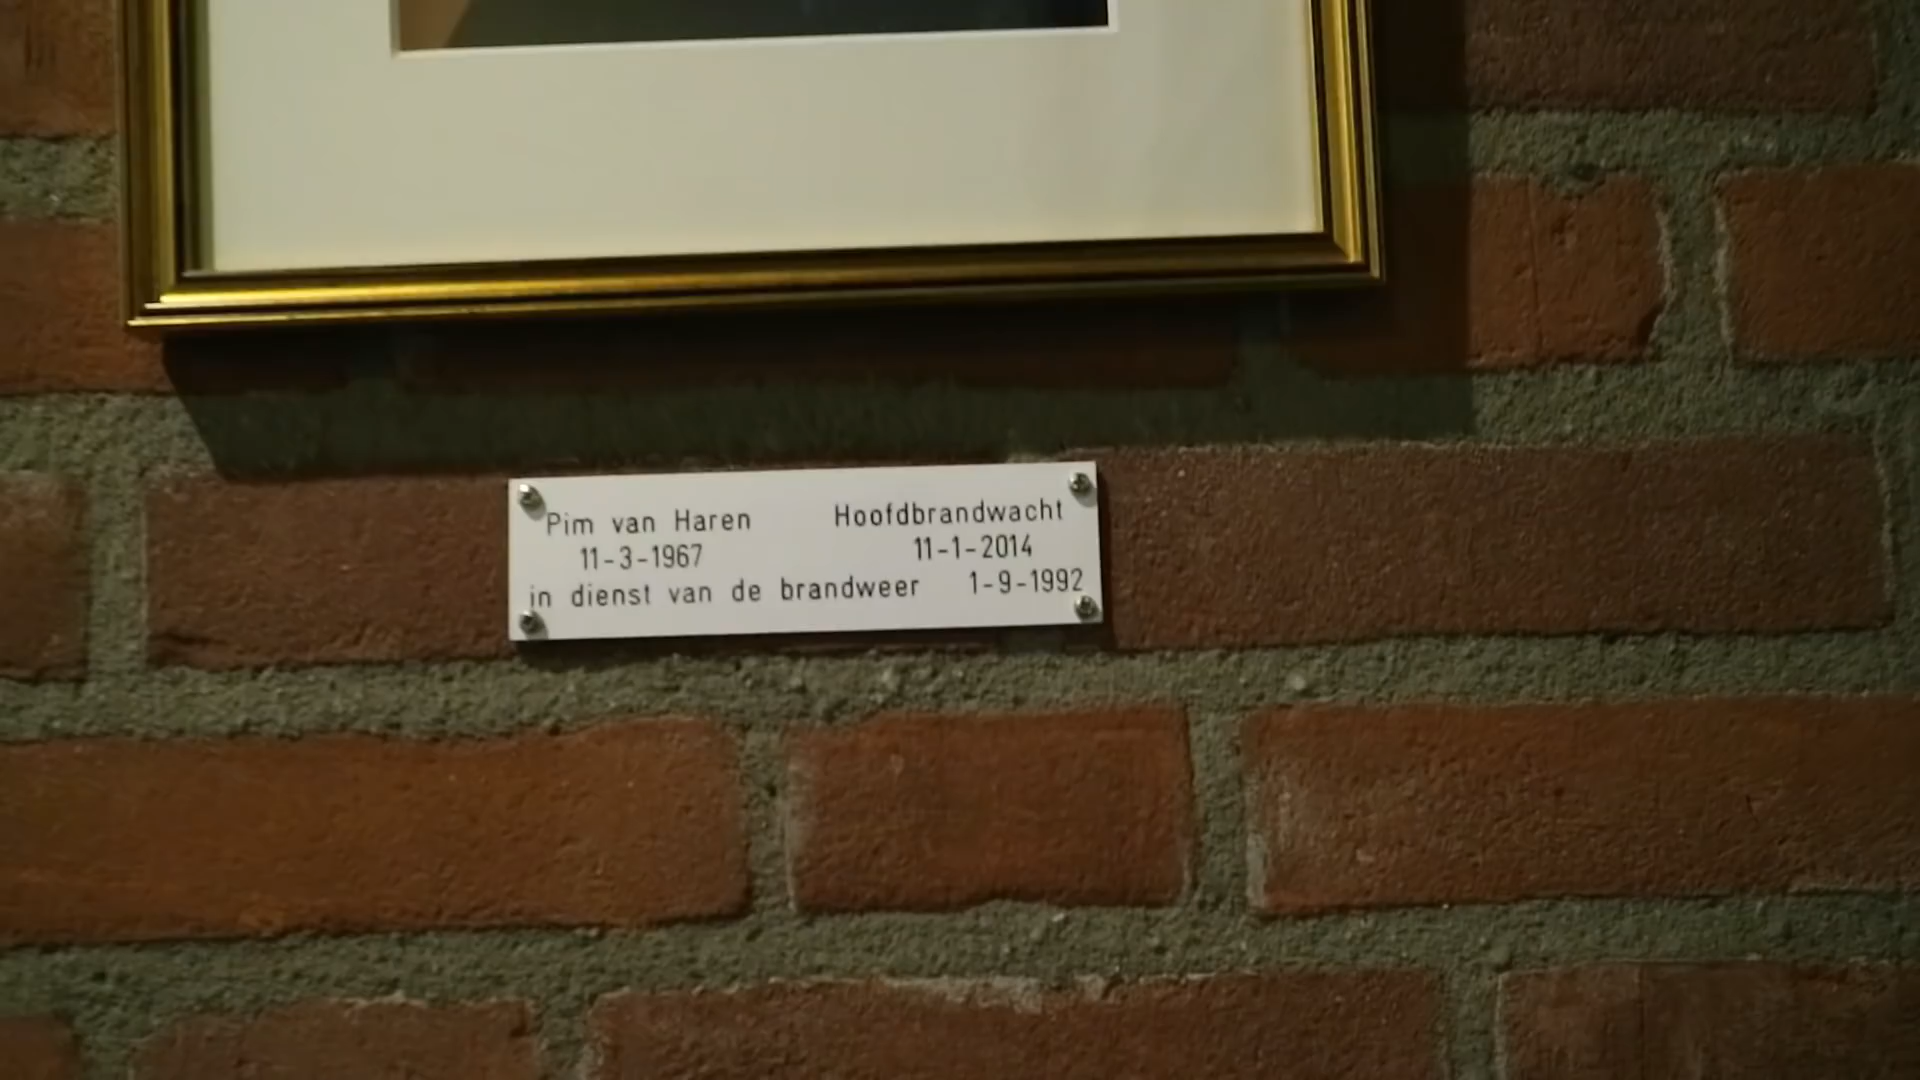 Pim van Haren Hoofdbrandwacht
11-3-1967 11-1-2014
in dienst van de brandweer 1-9-1992